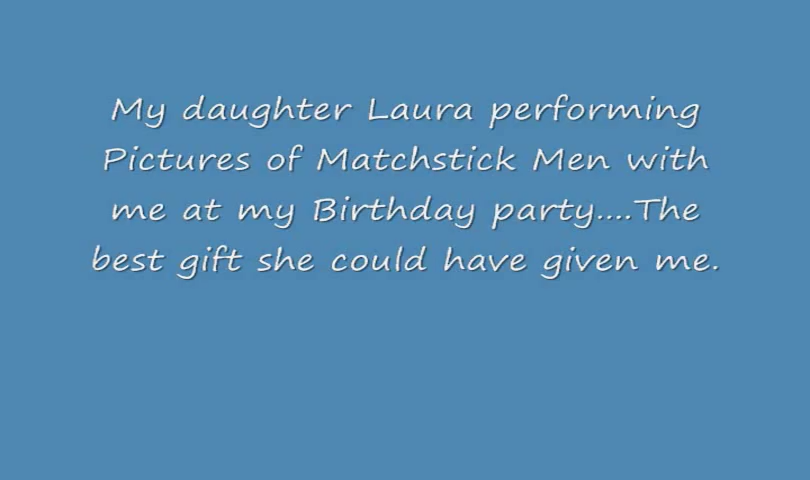 My daughter Laura performing
Pictures of Matchstick Men with
me at my Birthday party....The
best gift she could have given me.